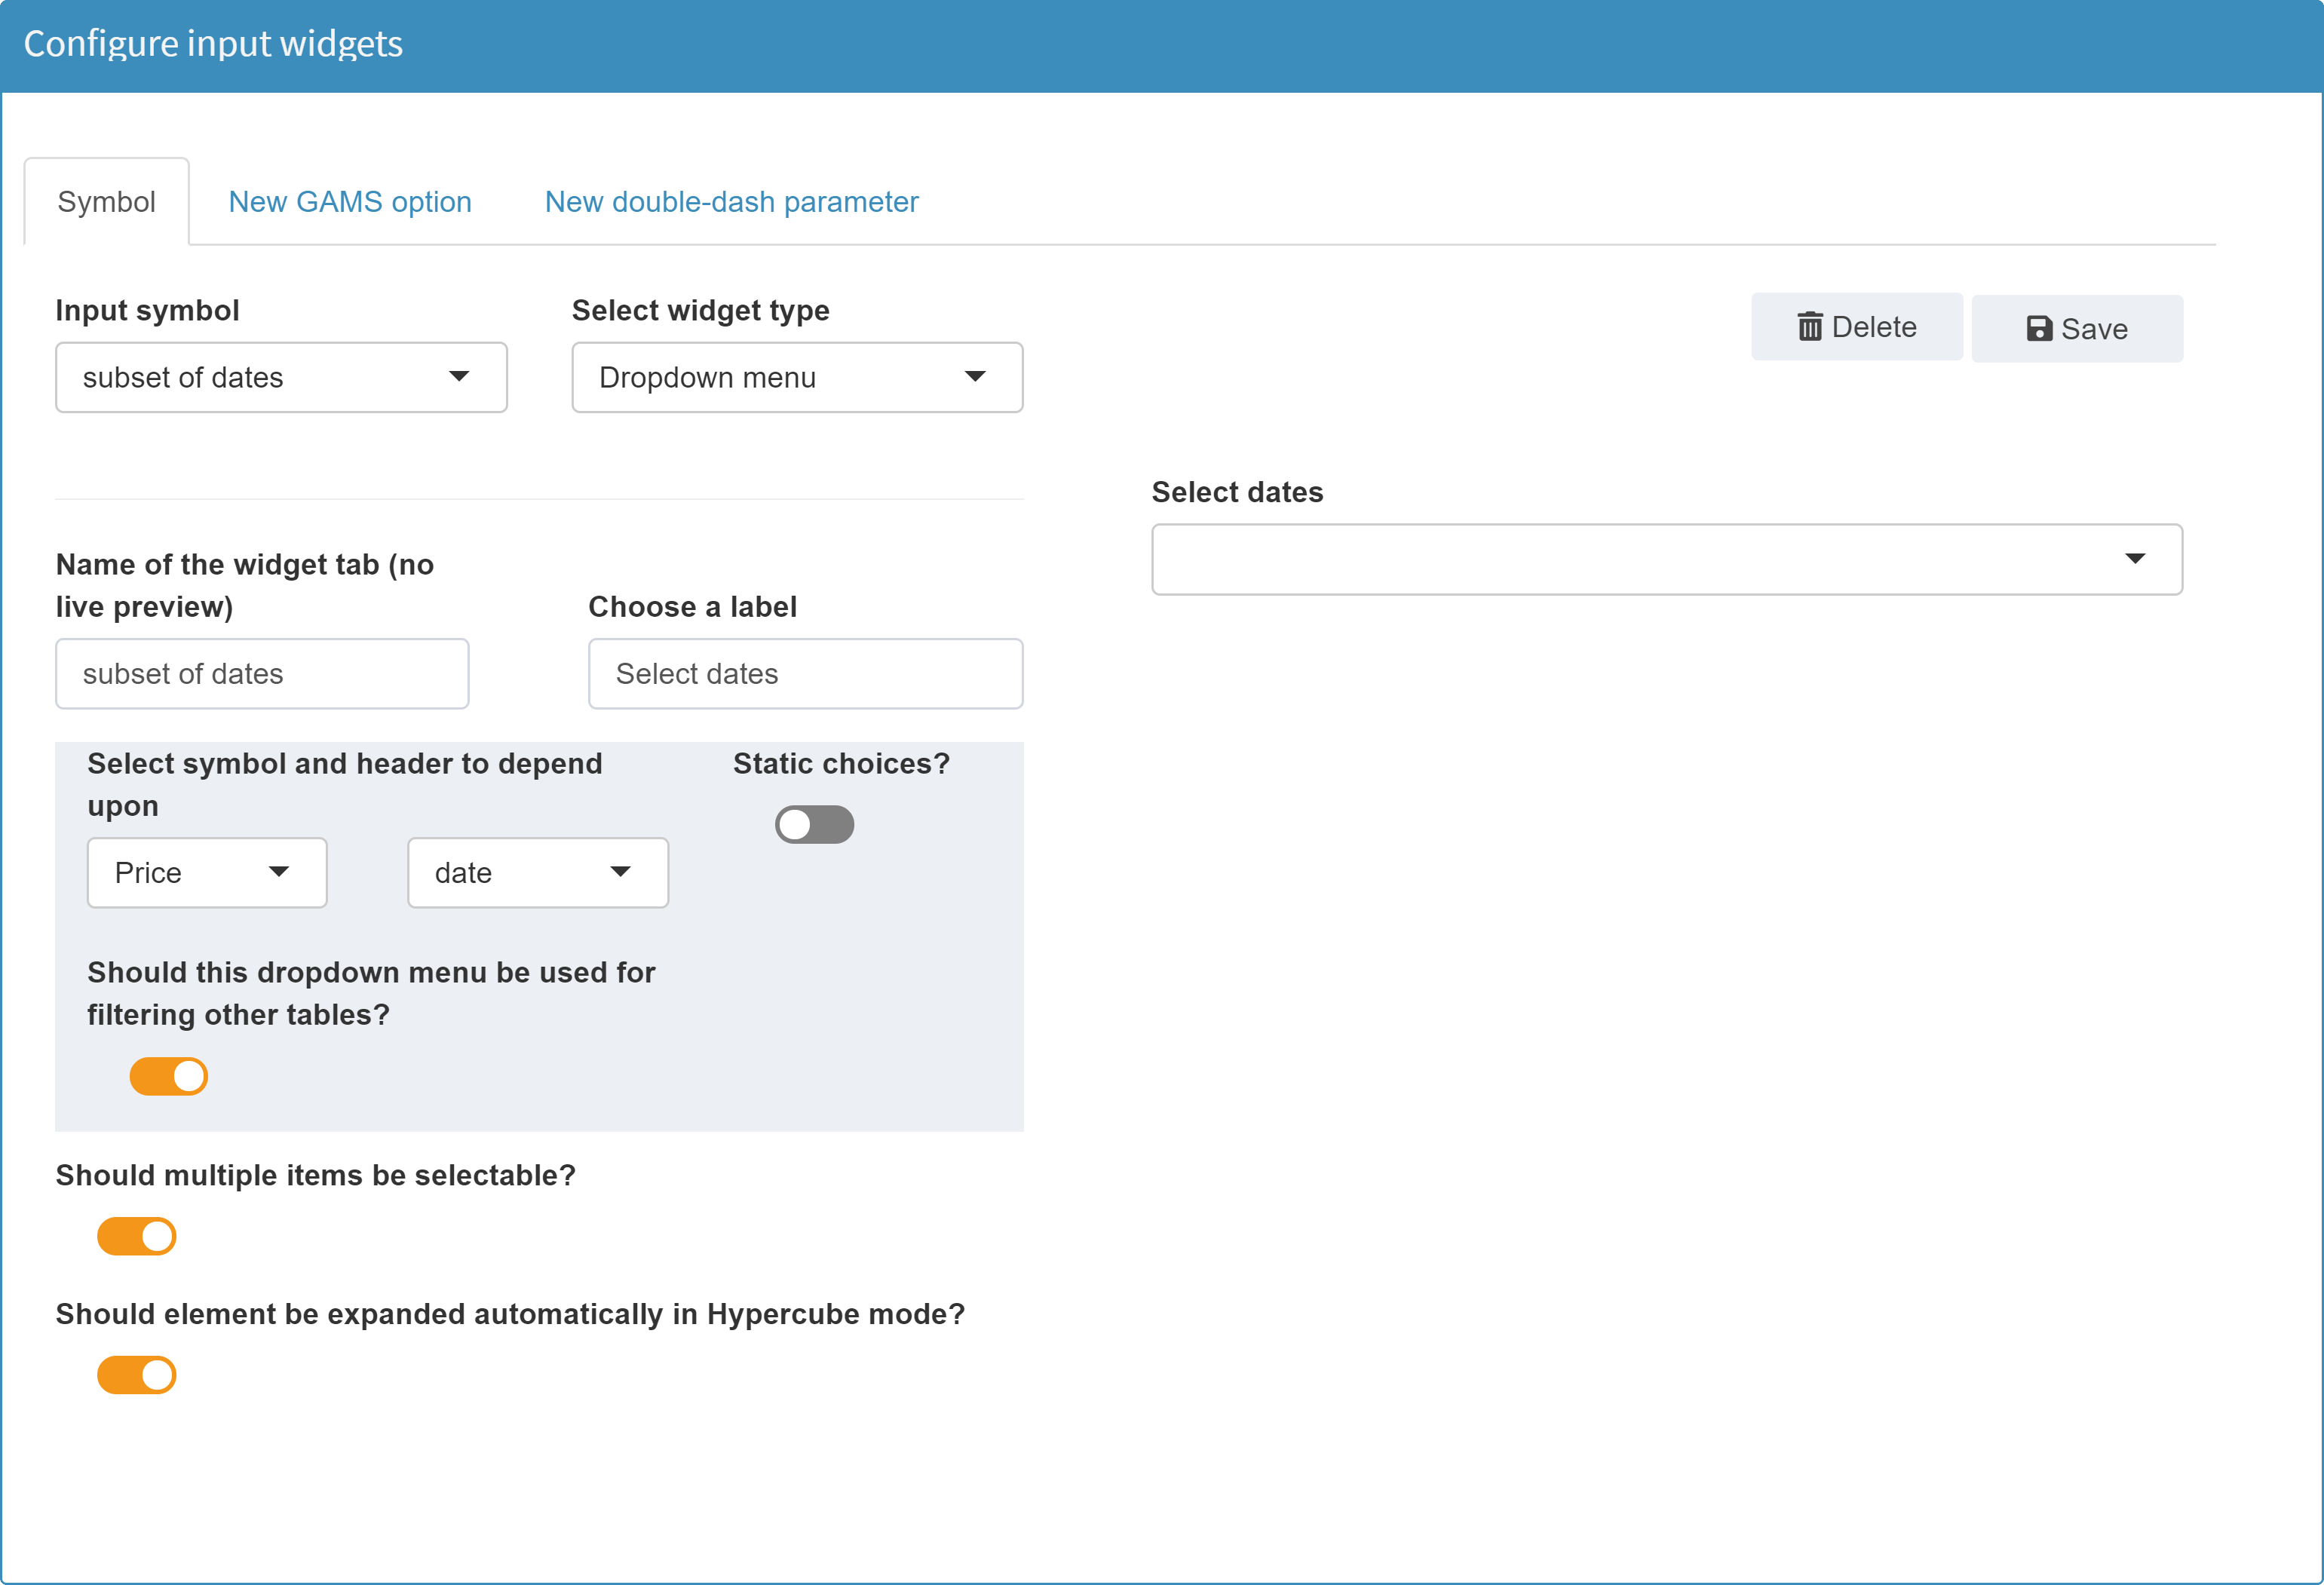 Configure input widgets
Symbol
New GAMS option
New double-dash parameter
Input symbol
Select widget type
Delete
Save
subset of dates
Dropdown menu
Select dates
Name of the widget tab (no
live preview)
Choose a label
subset of dates
Select dates
Select symbol and header to depend
upon
Static choices?
Price
date
Should this dropdown menu be used for
filtering other tables?
Should multiple items be selectable?
Should element be expanded automatically in Hypercube mode?